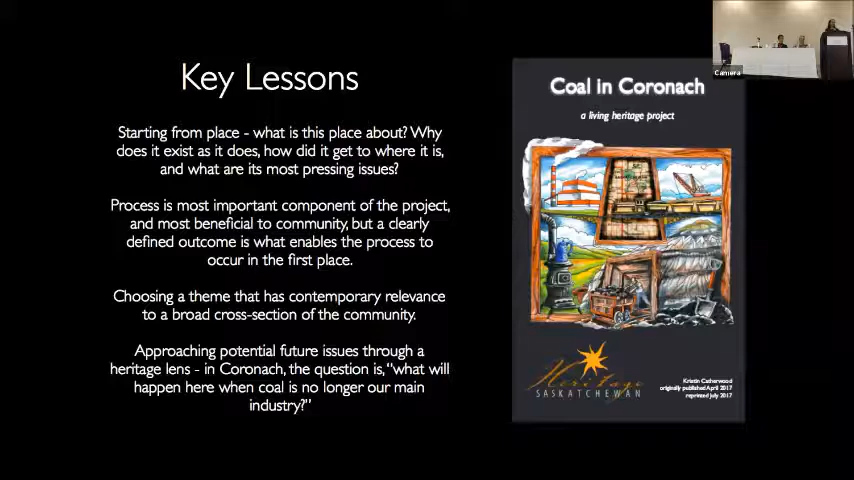 Key Lessons
Starting from place - what is this place about? Why
does it exist as it does, how did it get to where it is,
and what are its most pressing issues?
Process is most important component of the project,
and most beneficial to community, but a clearly
defined outcome is what enables the process to
occur in the first place.
Choosing a theme that has contemporary relevance
to a broad cross-section of the community.
Approaching potential future issues through a
heritage lens - in Coronach, the question is, "what will
happen here when coal is no longer our main
industry?"
Coal in Coronach
a living heritage project
Heritage
SASKATCHEWAN
Kristin Catherwood
originally published April 2017
reprinted July 2017
Camera